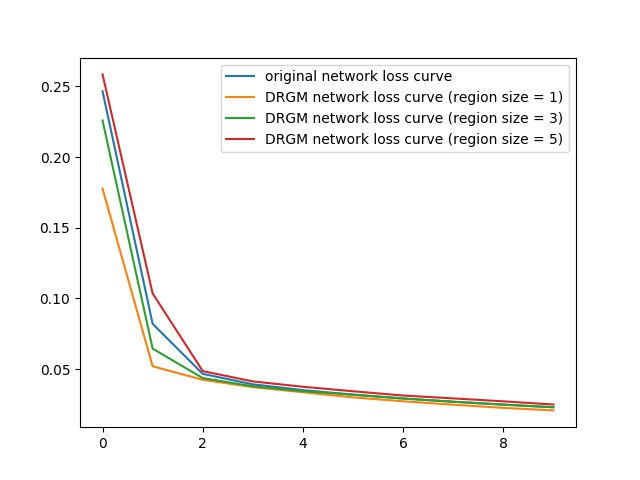 original network loss curve
DRGM network loss curve (region size = 1)
DRGM network loss curve (region size = 3)
DRGM network loss curve (region size = 5)
0.25
0.20
0.15
0.10
0.05
0 2 4 6 8